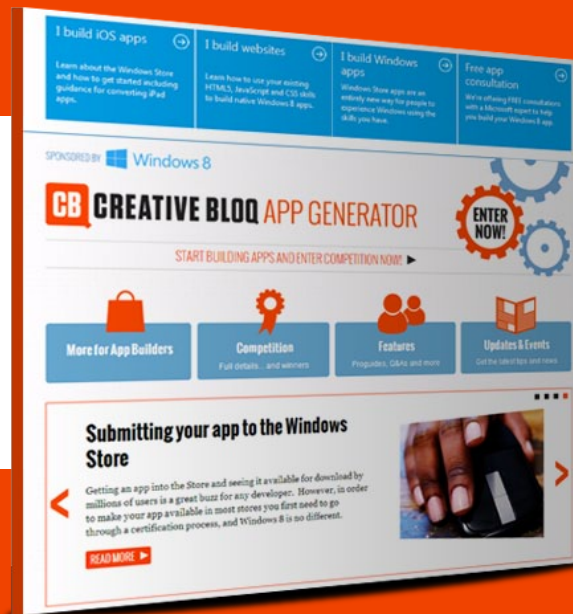 I build iOS apps
Learn about the Windows Store
and how to get started including
guidance for converting iPad
apps.
I build websites
Learn how to use your existing
HTML5, JavaScript and CSS skills
to build native Windows 8 apps.
I build Windows
apps
Windows Store apps are an
entirely new way for people to
experience Windows using the
skills you have.
Free app
consultation
We're offering FREE consultations
with a Microsoft expert to help
you build your Windows 8 app.
SPONSORED BY Windows 8
CB CREATIVE BLOQ APP GENERATOR
ENTER
NOW!
START BUILDING APPS AND ENTER COMPETITION NOW!
More for App Builders
Competition
Full details... and winners
Features
Proguides, Q&As and more
Updates & Events
Get the latest tips and news
Submitting your app to the Windows
Store
Getting an app into the Store and seeing it available for download by
millions of users is a great buzz for any developer. However, in order
to make your app available in most stores you first need to go
through a certification process, and Windows 8 is no different.
READ MORE